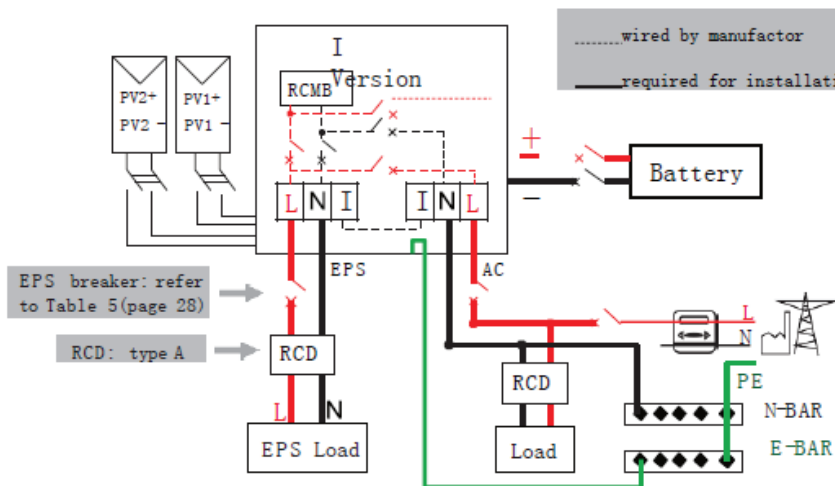 I
Version
RCMB
wired by manufactor
required for installati
PV2+
PV2 -
PV1+
PV1 -
+
-
Battery
L N I
I N L
EPS
AC
EPS breaker: refer
to Table 5(page 28)
RCD: type A
RCD
L
N
EPS Load
RCD
Load
L
N
PE
N-BAR
E-BAR